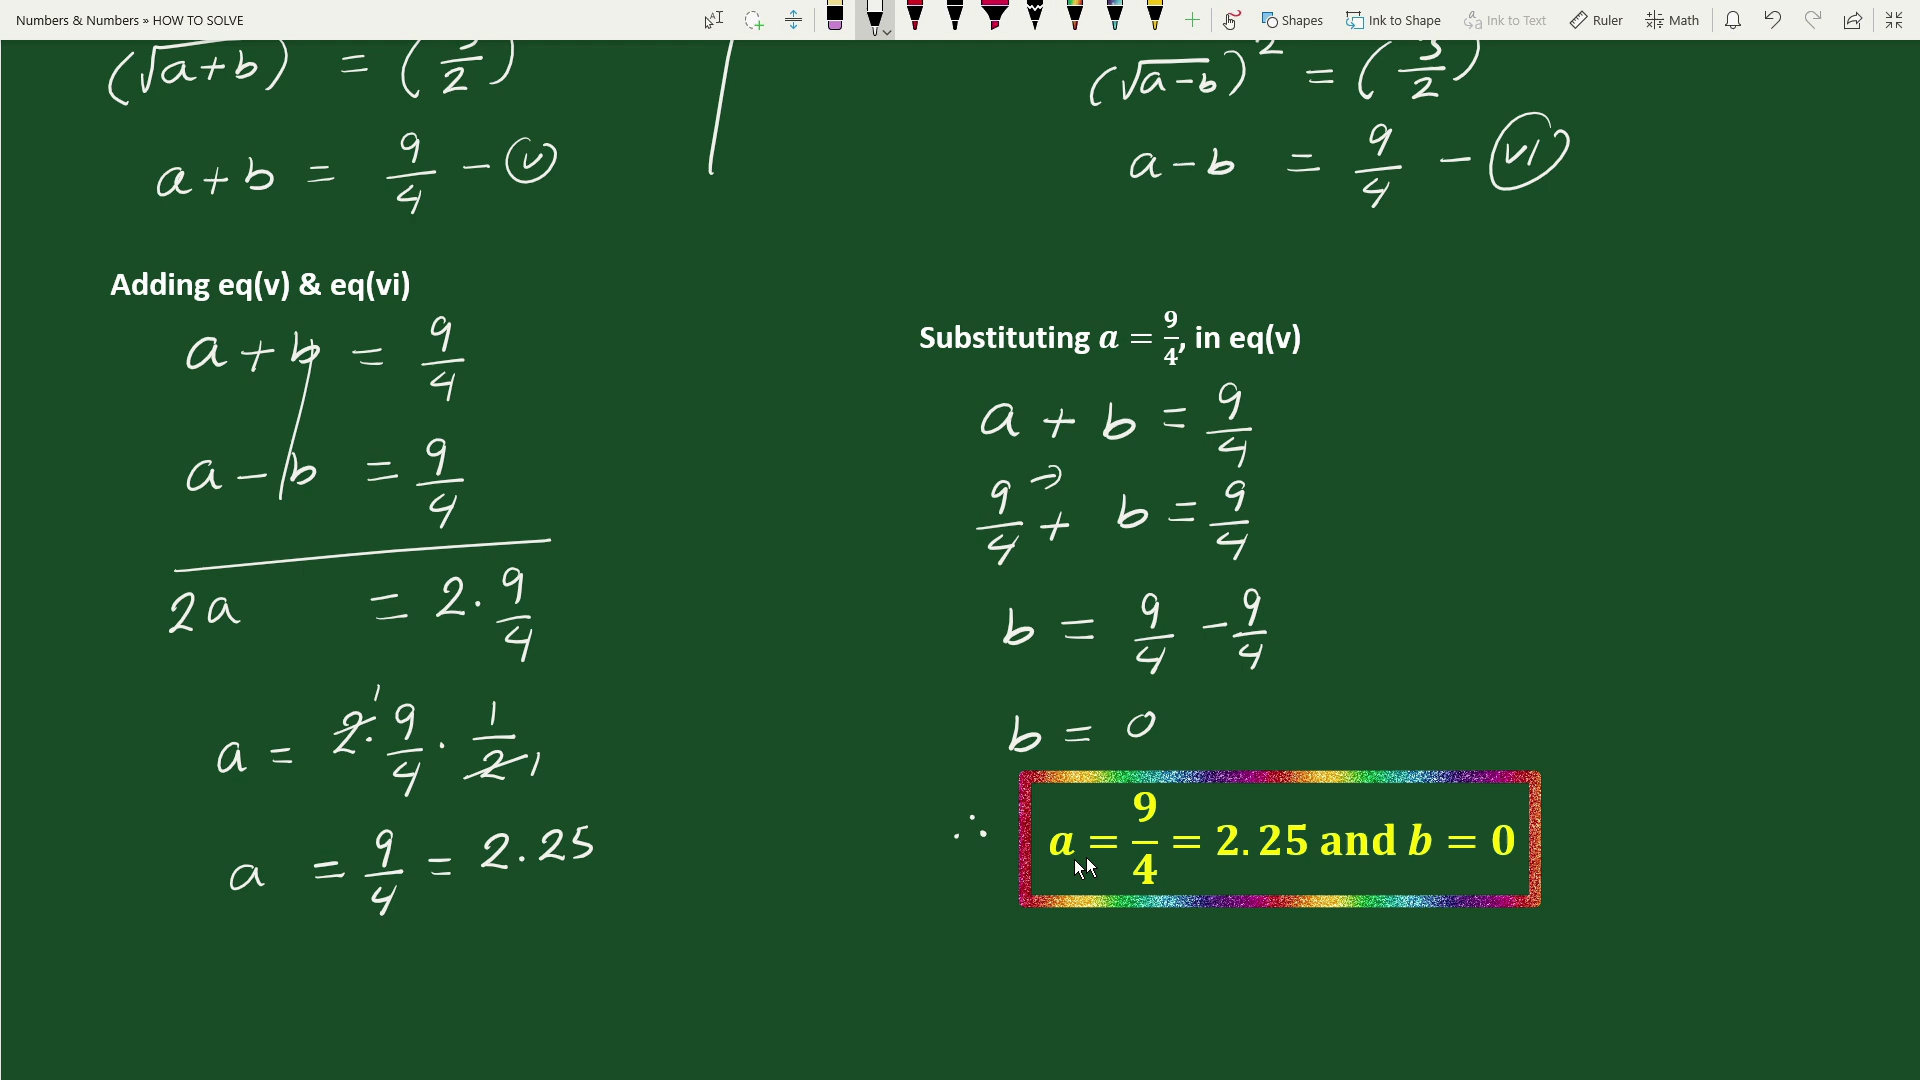 Numbers & Numbers » HOW TO SOLVE
Shapes
Ink to Shape
Ink to Text
Ruler
Math
(√a+b) = (3/2)
(√a-b)² = (3/2)
a+b = 9/4 - (v)
a-b = 9/4 - (vi)
Adding eq(v) & eq(vi)
a+b = 9/4
a-b = 9/4
2a = 2·9/4
a = 2·9/4 · 1/2
1
1
a = 9/4 = 2.25
Substituting a = 9/4, in eq(v)
a + b = 9/4
9/4 + b = 9/4
b = 9/4 - 9/4
b = 0
∴ a = 9/4 = 2.25 and b = 0